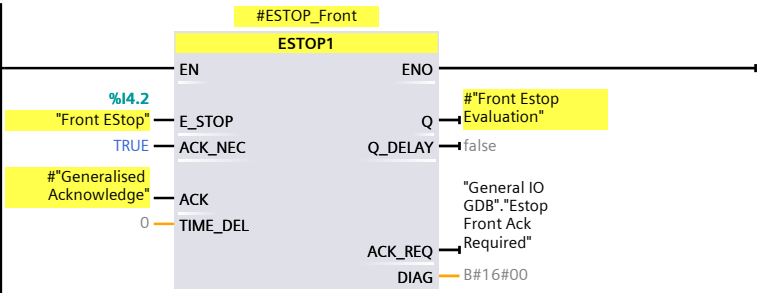 #ESTOP_Front
ESTOP1
EN ENO
%I4.2
"Front EStop" E_STOP
#"Front Estop
Evaluation"
Q
TRUE ACK_NEC Q_DELAY false
#"Generalised
Acknowledge"
ACK
"General IO
GDB"."Estop
Front Ack
Required"
0 TIME_DEL
ACK_REQ
DIAG B#16#00